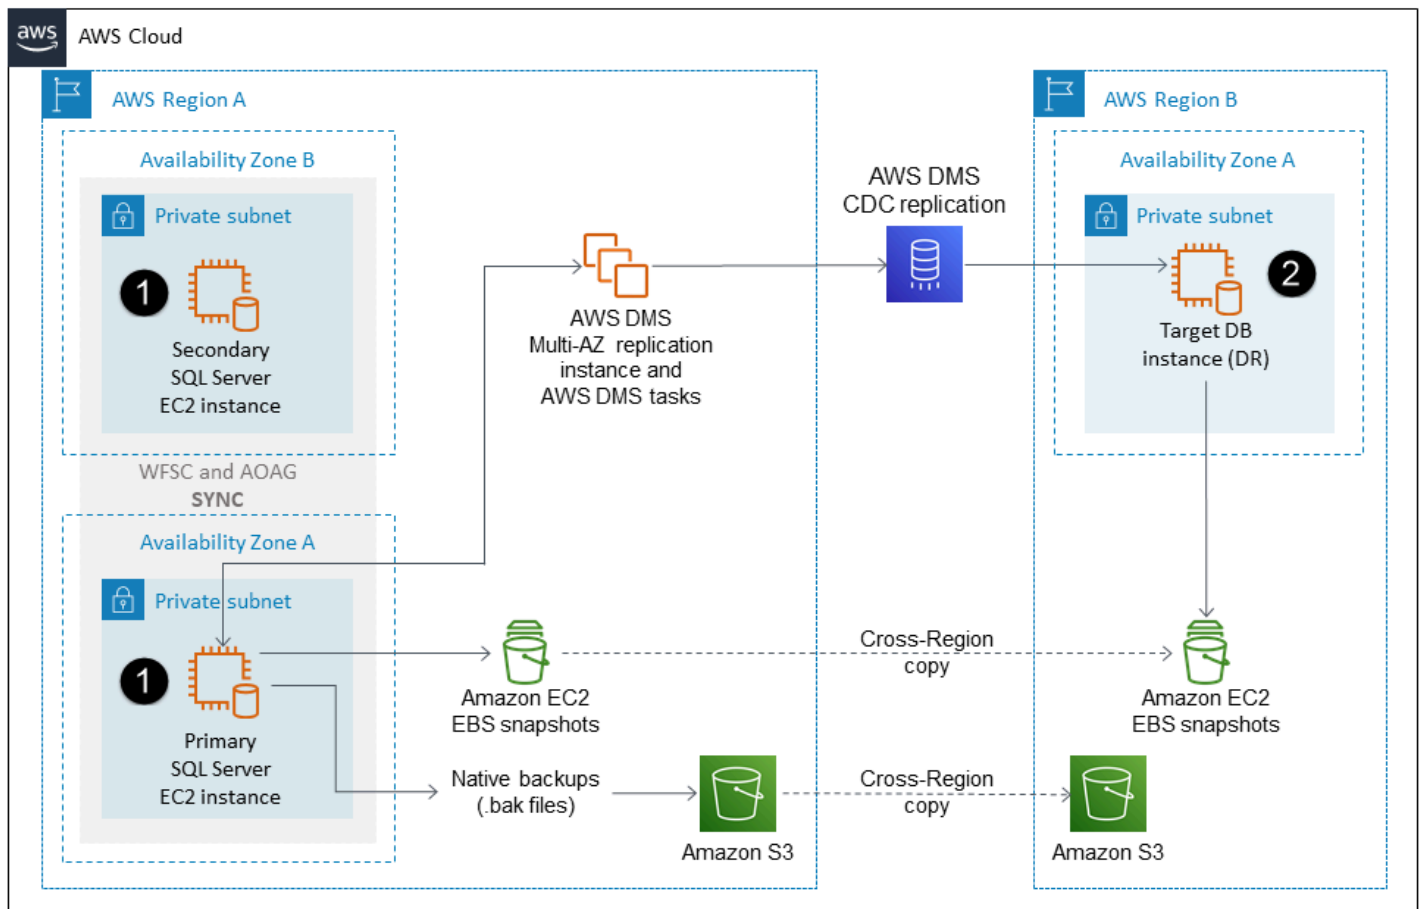 aws
AWS Cloud
AWS Region A
Availability Zone B
Private subnet
1
Secondary
SQL Server
EC2 instance
WFSC and AOAG
SYNC
Availability Zone A
Private subnet
1
Primary
SQL Server
EC2 instance
AWS DMS
Multi-AZ replication
instance and
AWS DMS tasks
Amazon EC2
EBS snapshots
Native backups
(.bak files)
Amazon S3
AWS DMS
CDC replication
Cross-Region
copy
Cross-Region
copy
AWS Region B
Availability Zone A
Private subnet
2
Target DB
instance (DR)
Amazon EC2
EBS snapshots
Amazon S3